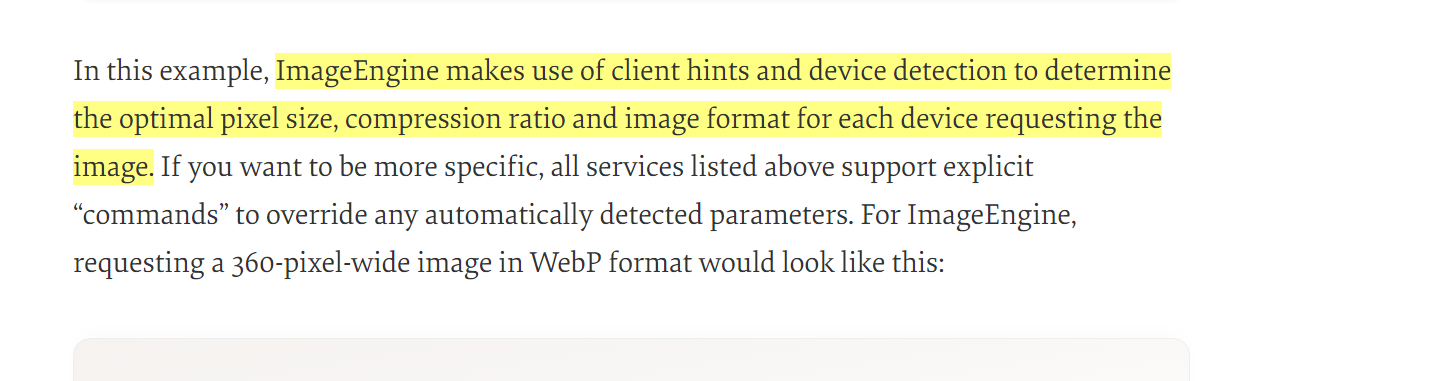 In this example, ImageEngine makes use of client hints and device detection to determine
the optimal pixel size, compression ratio and image format for each device requesting the
image. If you want to be more specific, all services listed above support explicit
“commands” to override any automatically detected parameters. For ImageEngine,
requesting a 360-pixel-wide image in WebP format would look like this: